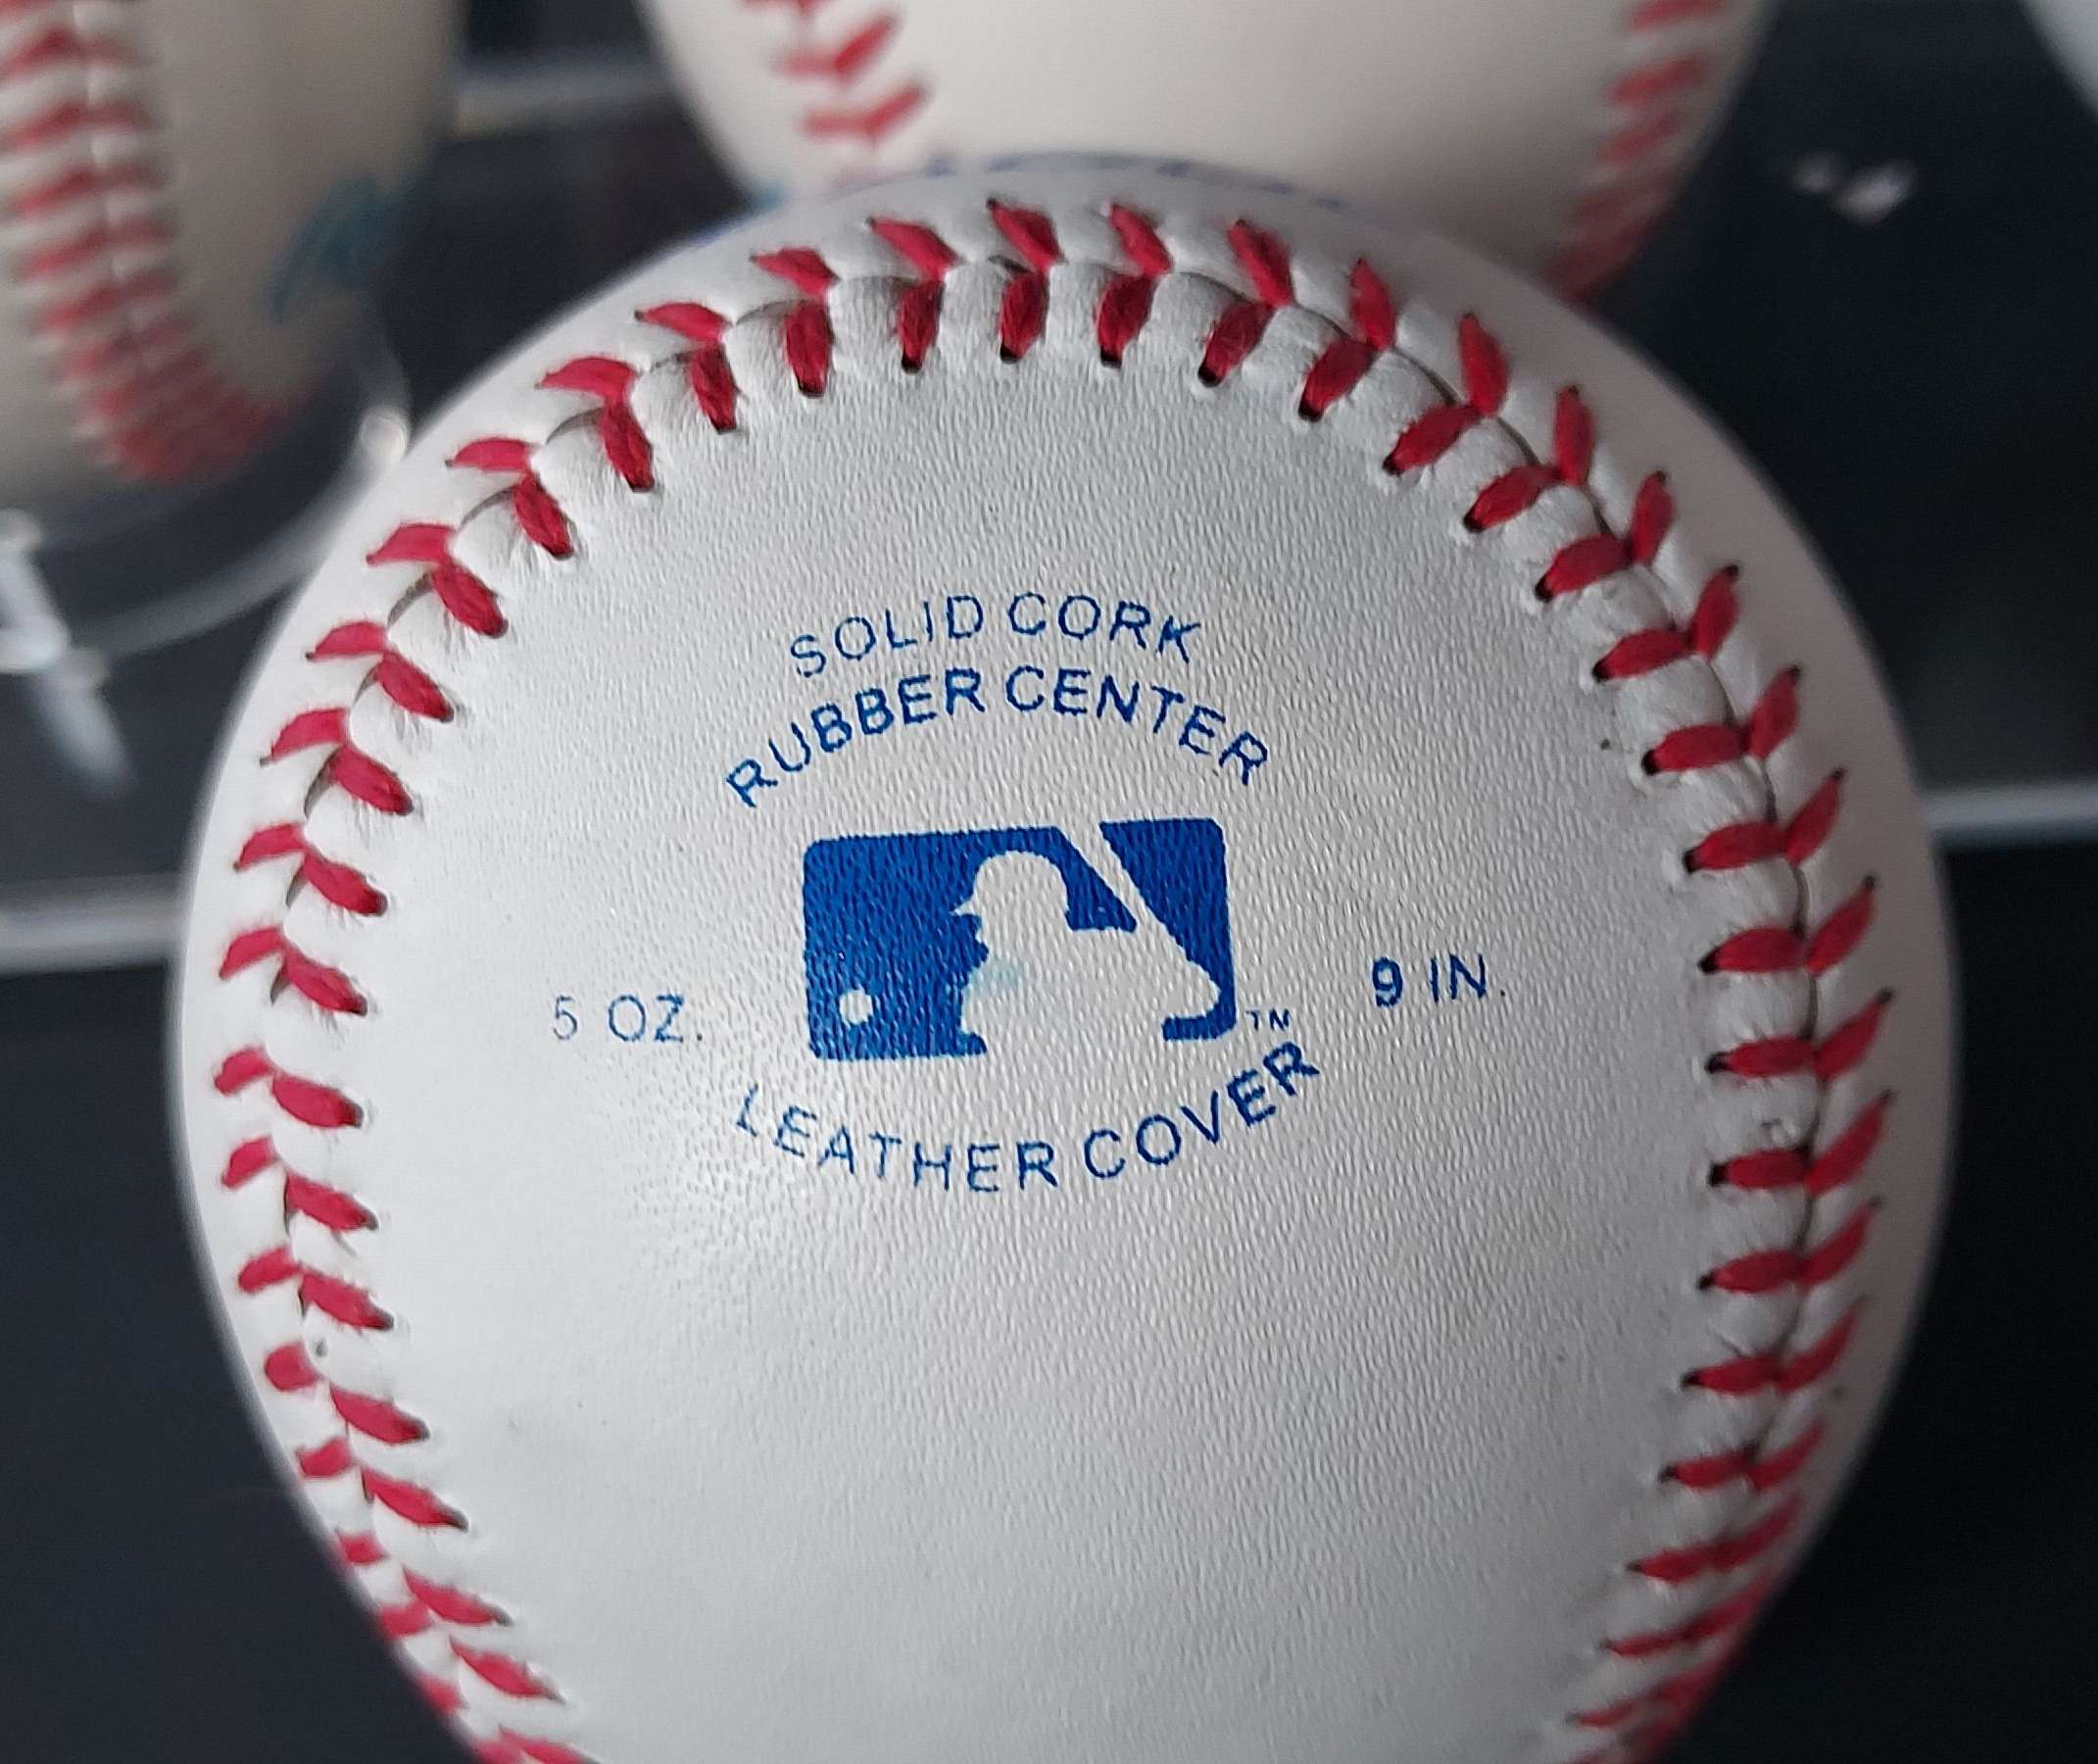 SOLID CORK
RUBBER CENTER
5 OZ.
TM
9 IN.
LEATHER COVER